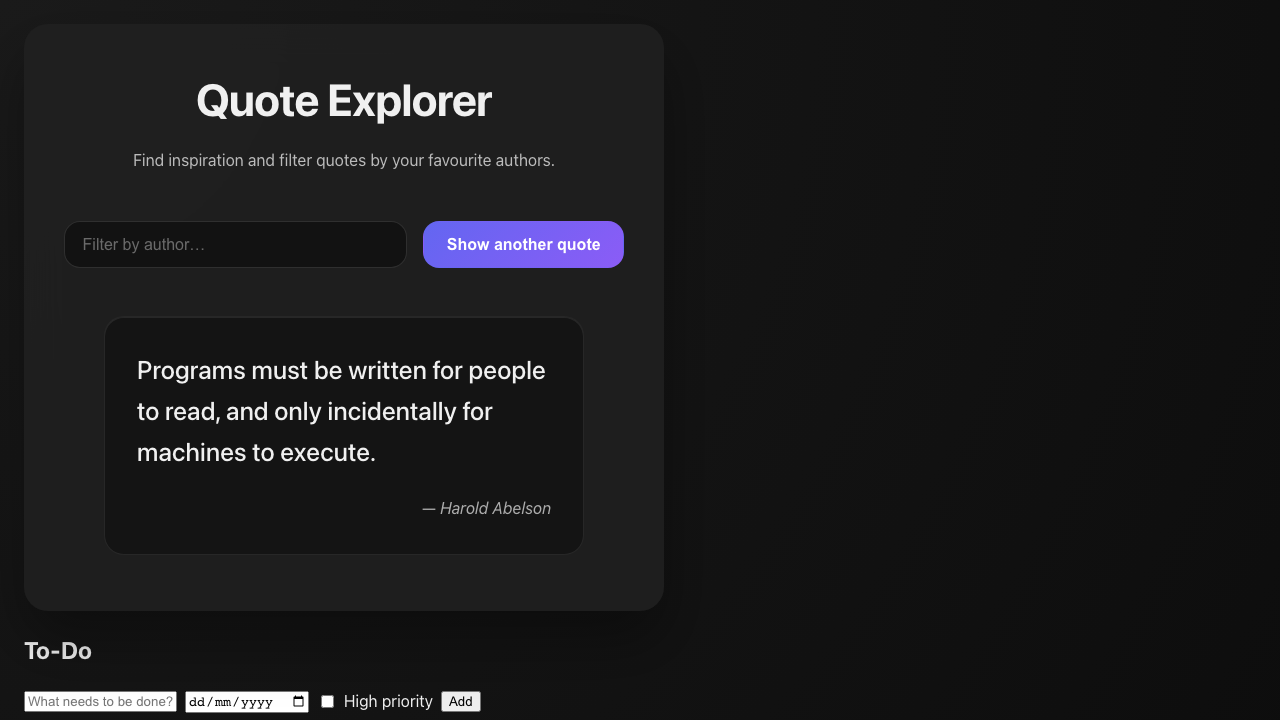 Quote Explorer
Find inspiration and filter quotes by your favourite authors.
Filter by author…
Show another quote
Programs must be written for people
to read, and only incidentally for
machines to execute.
— Harold Abelson
To-Do
What needs to be done? dd/mm/yyyy High priority Add